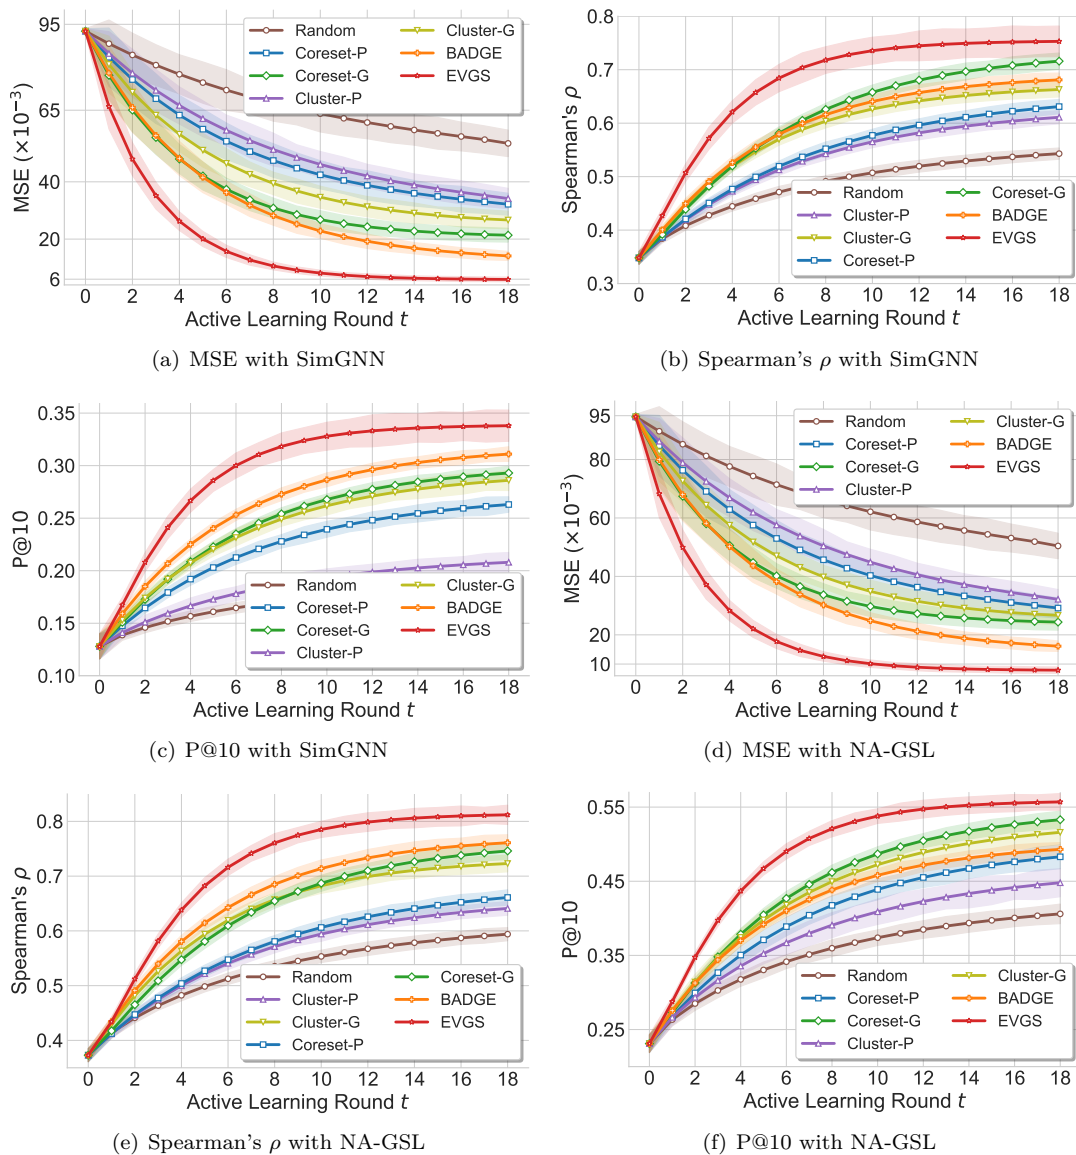 95
65
40
20
6
MSE (×10⁻³)
Random
Coreset-P
Coreset-G
Cluster-P
Cluster-G
BADGE
EVGS
0 2 4 6 8 10 12 14 16 18
Active Learning Round t
(a) MSE with SimGNN
0.8
0.7
0.6
0.5
0.4
0.3
Spearman's ρ
Random
Cluster-P
Cluster-G
Coreset-P
Coreset-G
BADGE
EVGS
0 2 4 6 8 10 12 14 16 18
Active Learning Round t
(b) Spearman's ρ with SimGNN
0.35
0.30
0.25
0.20
0.15
0.10
P@10
Random
Coreset-P
Coreset-G
Cluster-P
Cluster-G
BADGE
EVGS
0 2 4 6 8 10 12 14 16 18
Active Learning Round t
(c) P@10 with SimGNN
95
80
60
40
20
10
MSE (×10⁻³)
Random
Coreset-P
Coreset-G
Cluster-P
Cluster-G
BADGE
EVGS
0 2 4 6 8 10 12 14 16 18
Active Learning Round t
(d) MSE with NA-GSL
0.8
0.7
0.6
0.5
0.4
Spearman's ρ
Random
Cluster-P
Cluster-G
Coreset-P
Coreset-G
BADGE
EVGS
0 2 4 6 8 10 12 14 16 18
Active Learning Round t
(e) Spearman's ρ with NA-GSL
0.55
0.45
0.35
0.25
P@10
Random
Coreset-P
Coreset-G
Cluster-P
Cluster-G
BADGE
EVGS
0 2 4 6 8 10 12 14 16 18
Active Learning Round t
(f) P@10 with NA-GSL